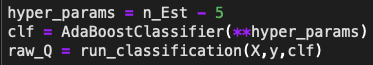 hyper_params = n_Est - 5
clf = AdaBoostClassifier(**hyper_params)
raw_Q = run_classification(X,y,clf)